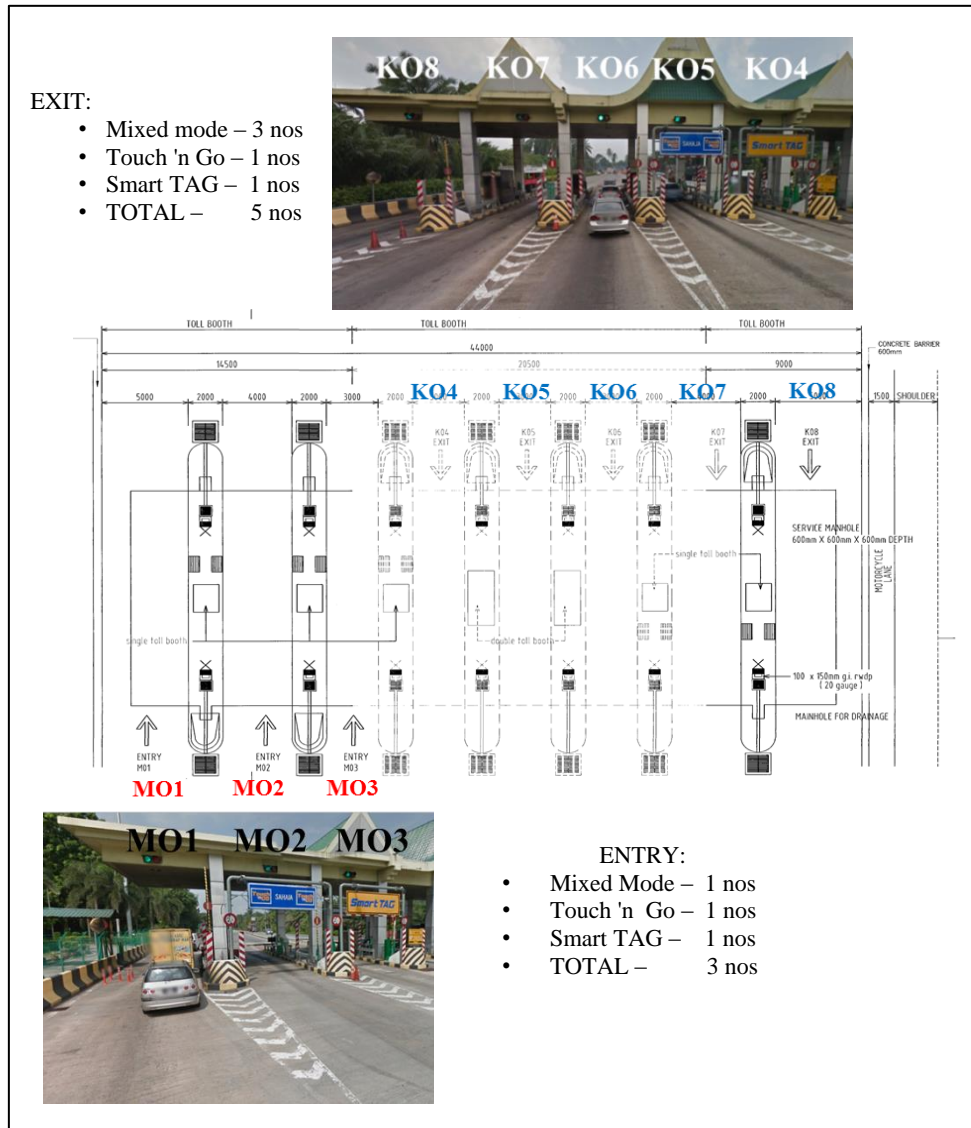 KO8 KO7 KO6 KO5 KO4
SAHAJA
Smart TAG
EXIT:
• Mixed mode – 3 nos
• Touch 'n Go – 1 nos
• Smart TAG – 1 nos
• TOTAL – 5 nos
TOLL BOOTH TOLL BOOTH TOLL BOOTH
44000
CONCRETE BARRIER
600mm
14500 20500 9000
KO4 KO5 KO6 KO7 KO8
5000 2000 4000 2000 3000 2000 2000 2000 2000 2000 1500 SHOULDER
K04
EXIT
K05
EXIT
K06
EXIT
K07
EXIT
K08
EXIT
SERVICE MANHOLE
600mm X 600mm X 600mm DEPTH
single toll booth
MOTORCYCLE
LANE
single toll booth
double toll booth
100 x 150mm g.i. rwdp
( 20 gauge )
MAINHOLE FOR DRAINAGE
ENTRY
M01
ENTRY
M02
ENTRY
M03
MO1 MO2 MO3
MO1 MO2 MO3
SAHAJA
Smart TAG
ENTRY:
• Mixed Mode – 1 nos
• Touch 'n Go – 1 nos
• Smart TAG – 1 nos
• TOTAL – 3 nos